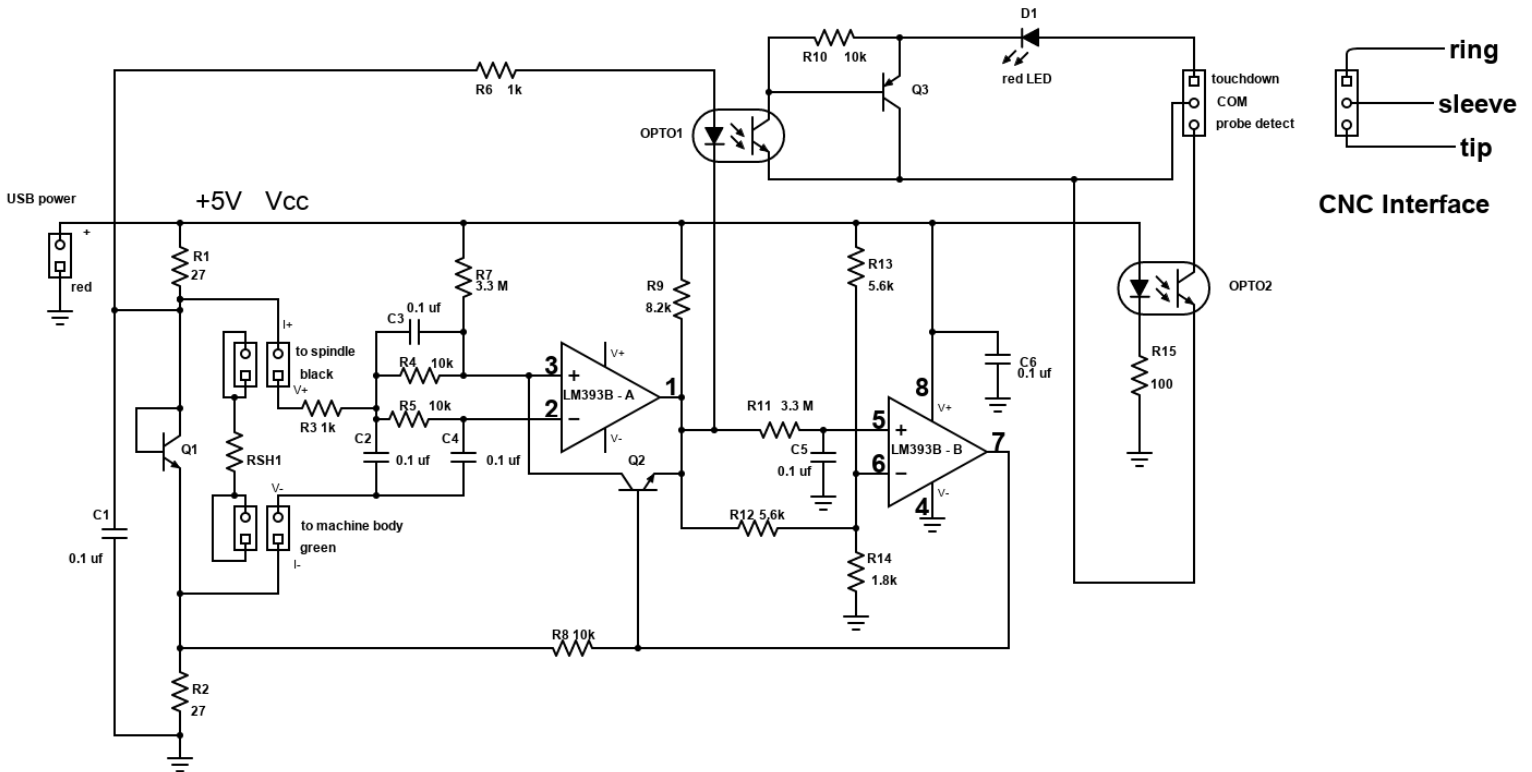 D1
R10 10k
red LED
Q3
ring
touchdown
COM
probe detect
sleeve
tip
CNC Interface
R6 1k
OPTO1
USB power
+5V Vcc
+
red
R1
27
I+
to spindle
black
V+
R3 1k
0.1 uf
C3
R7
3.3 M
R4 10k
R5 10k
C2
0.1 uf
C4
0.1 uf
3
2
+
−
LM393B - A
V+
V-
1
R9
8.2k
R13
5.6k
OPTO2
R15
100
C6
0.1 uf
8
R11 3.3 M
C5
0.1 uf
5
6
+
−
LM393B - B
V+
V-
7
4
Q1
RSH1
V-
to machine body
green
I-
Q2
R12 5.6k
R14
1.8k
C1
0.1 uf
R8 10k
R2
27